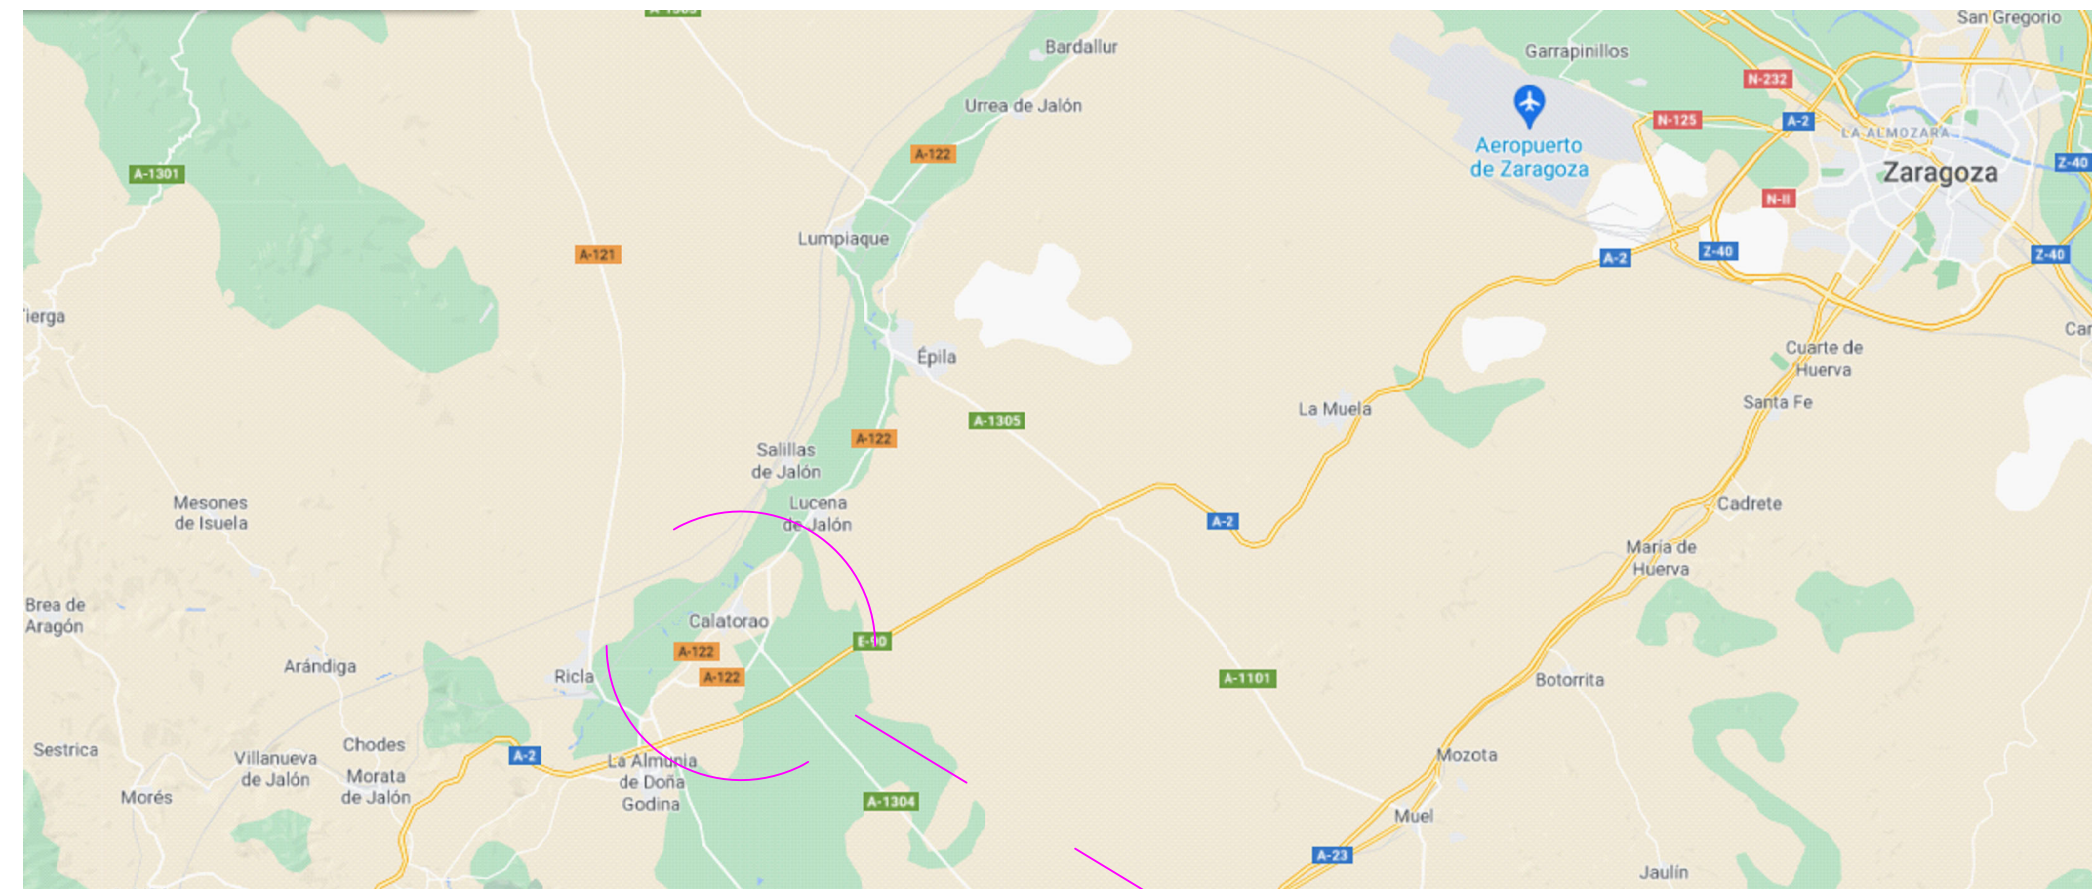 A-1303
San Gregorio
Bardallur
Garrapinillos
N-232
Urrea de Jalón
N-125
A-2
LA ALMOZARA
Aeropuerto
de Zaragoza
A-122
Z-40
Zaragoza
A-1301
N-II
Lumpiaque
A-121
A-2
Z-40
Z-40
ierga
Car
Épila
Cuarte de
Huerva
Santa Fe
La Muela
A-1305
A-122
Salillas
de Jalón
Mesones
de Isuela
Lucena
de Jalón
Cadrete
A-2
María de
Huerva
Brea de
Aragón
Calatorao
E-90
A-122
A-122
Arándiga
Ricla
A-1101
Botorrita
Sestrica
Chodes
Villanueva
de Jalón
A-2
La Almunia
de Doña
Godina
Mozota
Morata
de Jalón
Morés
A-1304
Muel
A-23
Jaulín